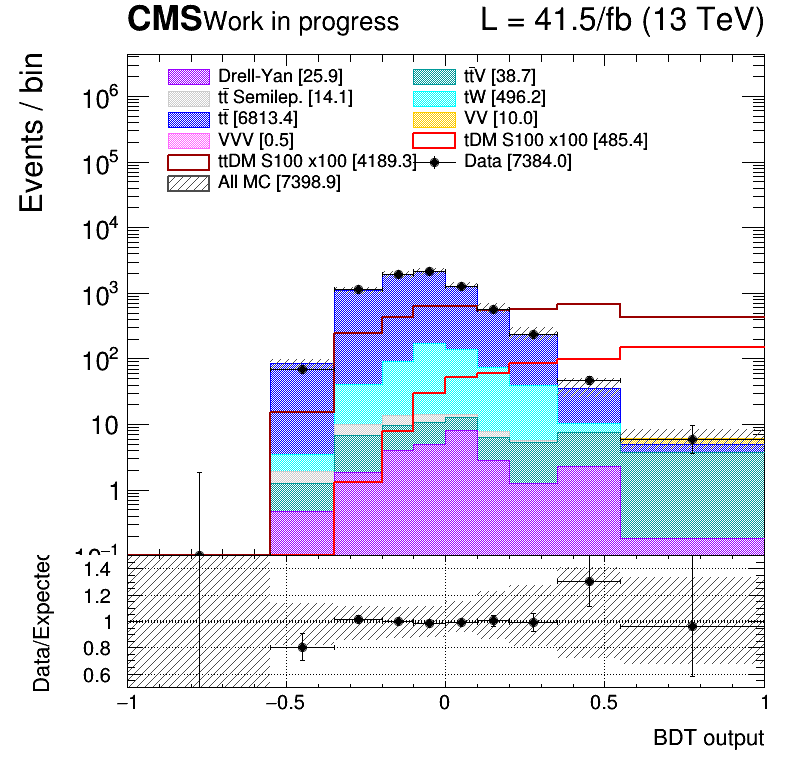 CMS Work in progress L = 41.5/fb (13 TeV)
Events / bin
Drell-Yan [25.9] tt̄V [38.7]
tt̄ Semilep. [14.1] tW [496.2]
tt̄ [6813.4] VV [10.0]
VVV [0.5] tDM S100 x100 [485.4]
ttDM S100 x100 [4189.3] Data [7384.0]
All MC [7398.9]
10⁶
10⁵
10⁴
10³
10²
10
1
10⁻¹
Data/Expected
1.4
1.2
1
0.8
0.6
−1 −0.5 0 0.5 1
BDT output